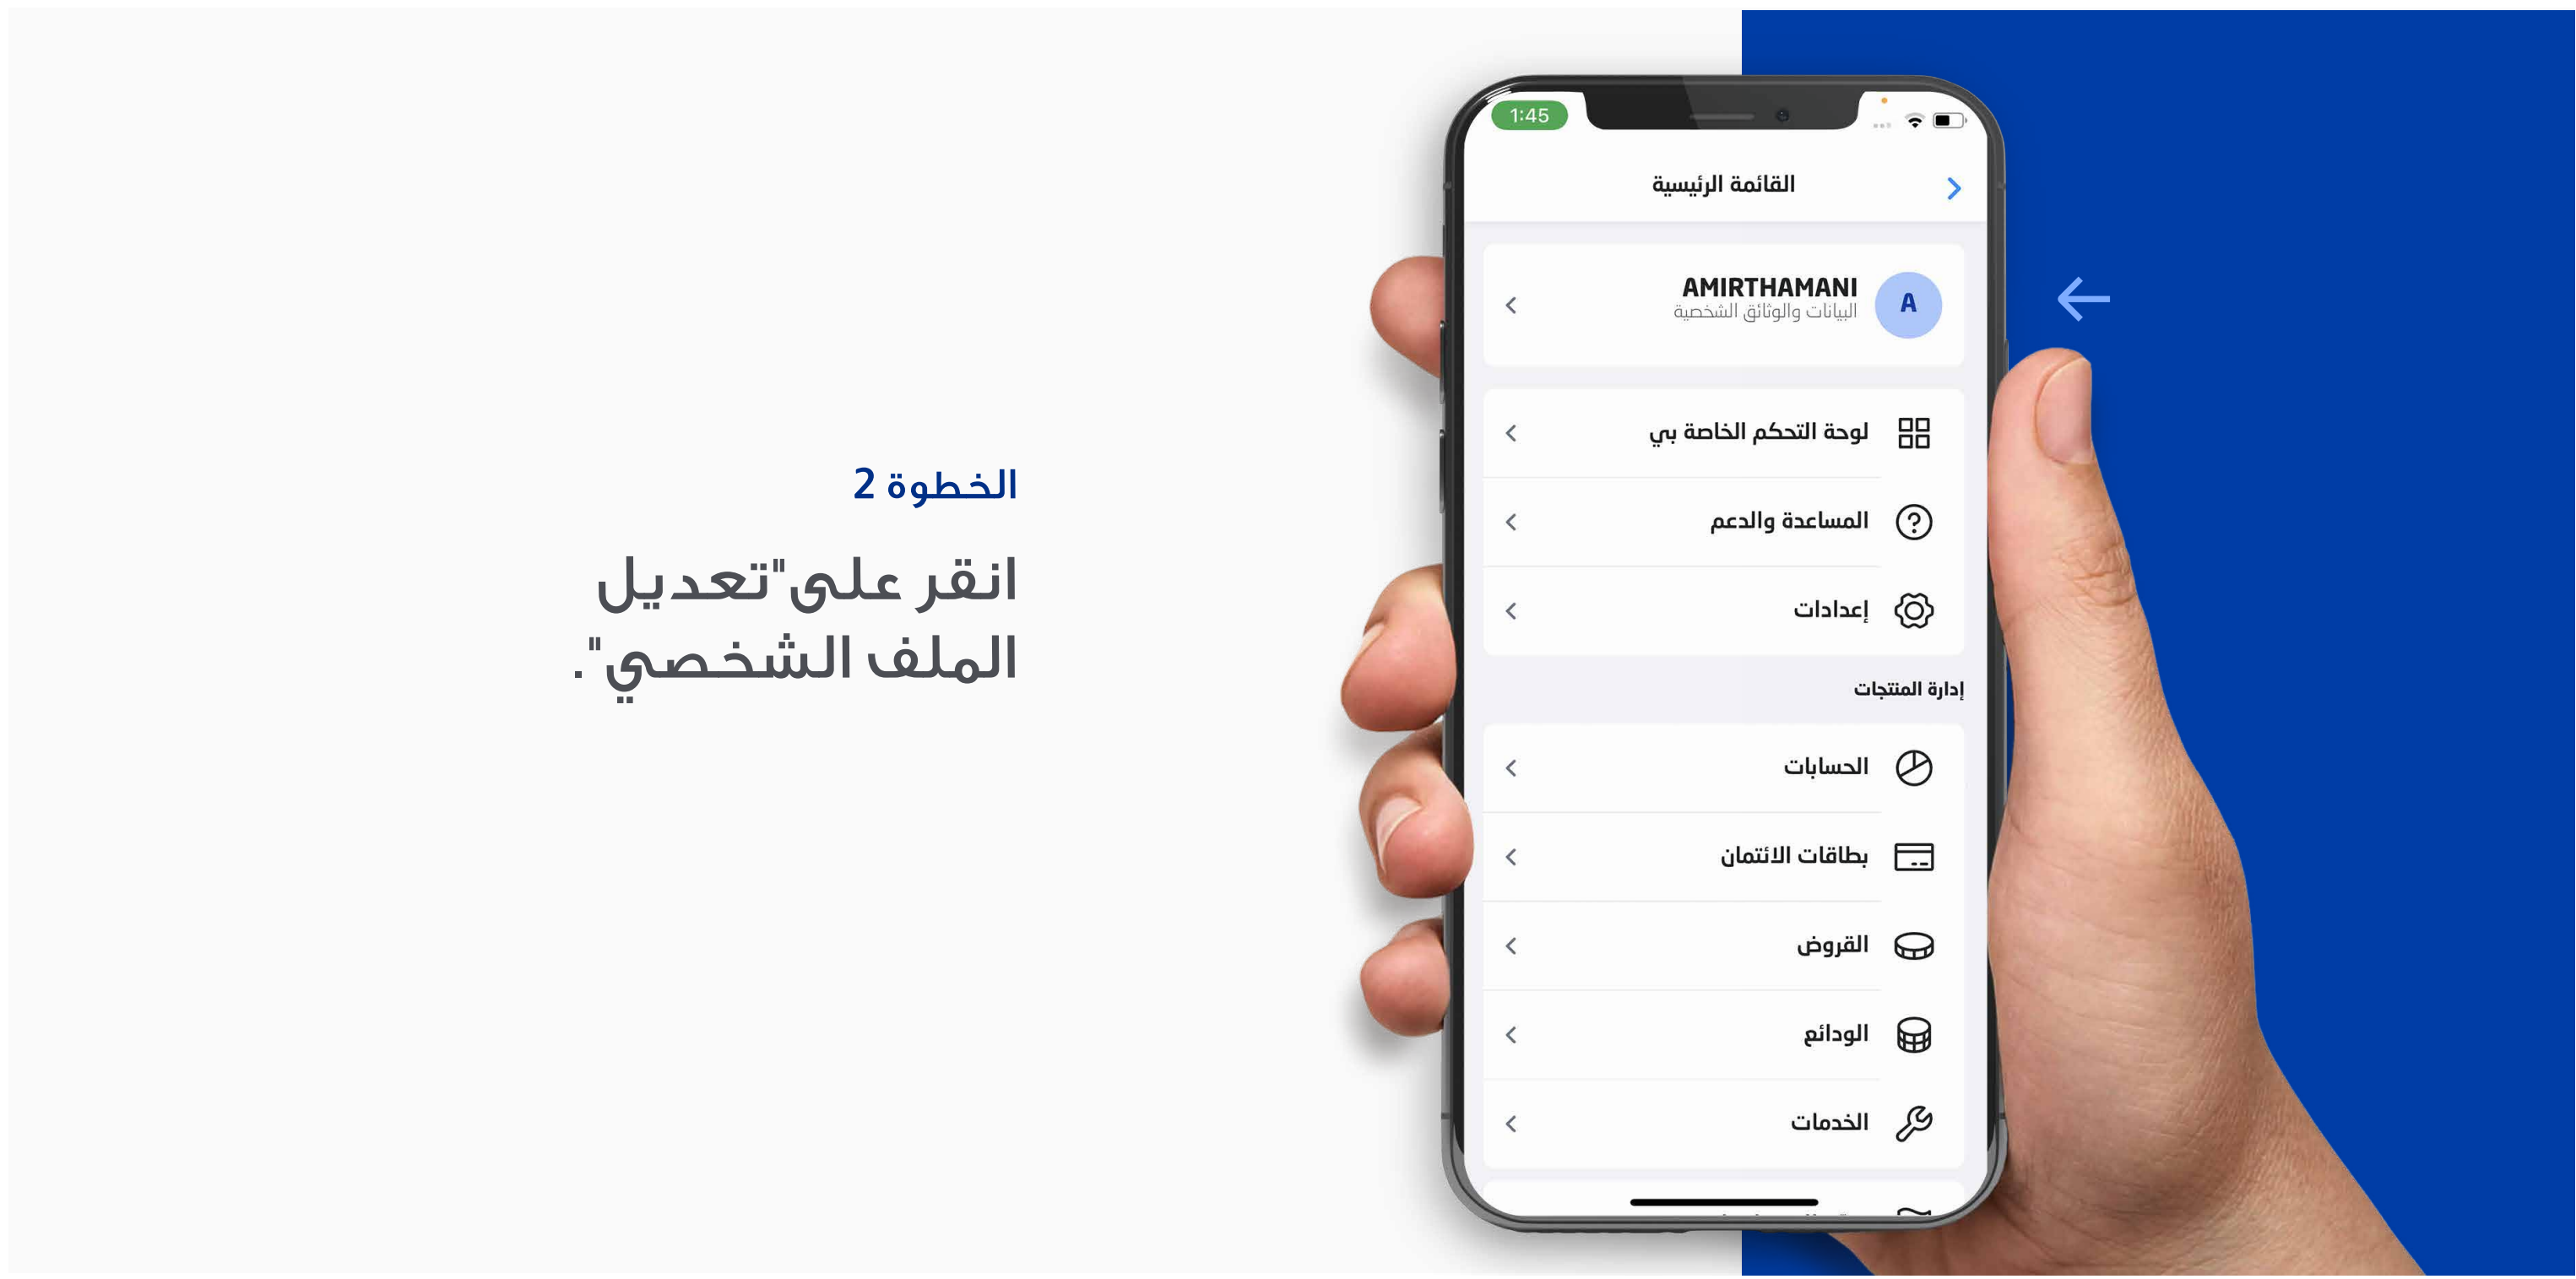 الخطوة 2
انقر على"تعديل
الملف الشخصي".
1:45
القائمة الرئيسية
A
AMIRTHAMANI
البيانات والوثائق الشخصية
لوحة التحكم الخاصة بي
المساعدة والدعم
إعدادات
إدارة المنتجات
الحسابات
بطاقات الائتمان
القروض
الودائع
الخدمات